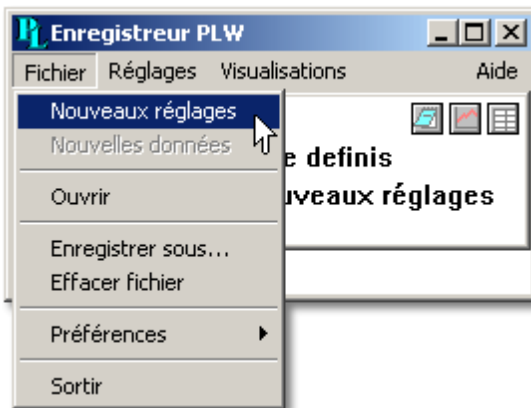 Enregistreur PLW
Fichier Réglages Visualisations Aide
Nouveaux réglages
Nouvelles données
e definis
uveaux réglages
Ouvrir
Enregistrer sous...
Effacer fichier
Préférences
Sortir